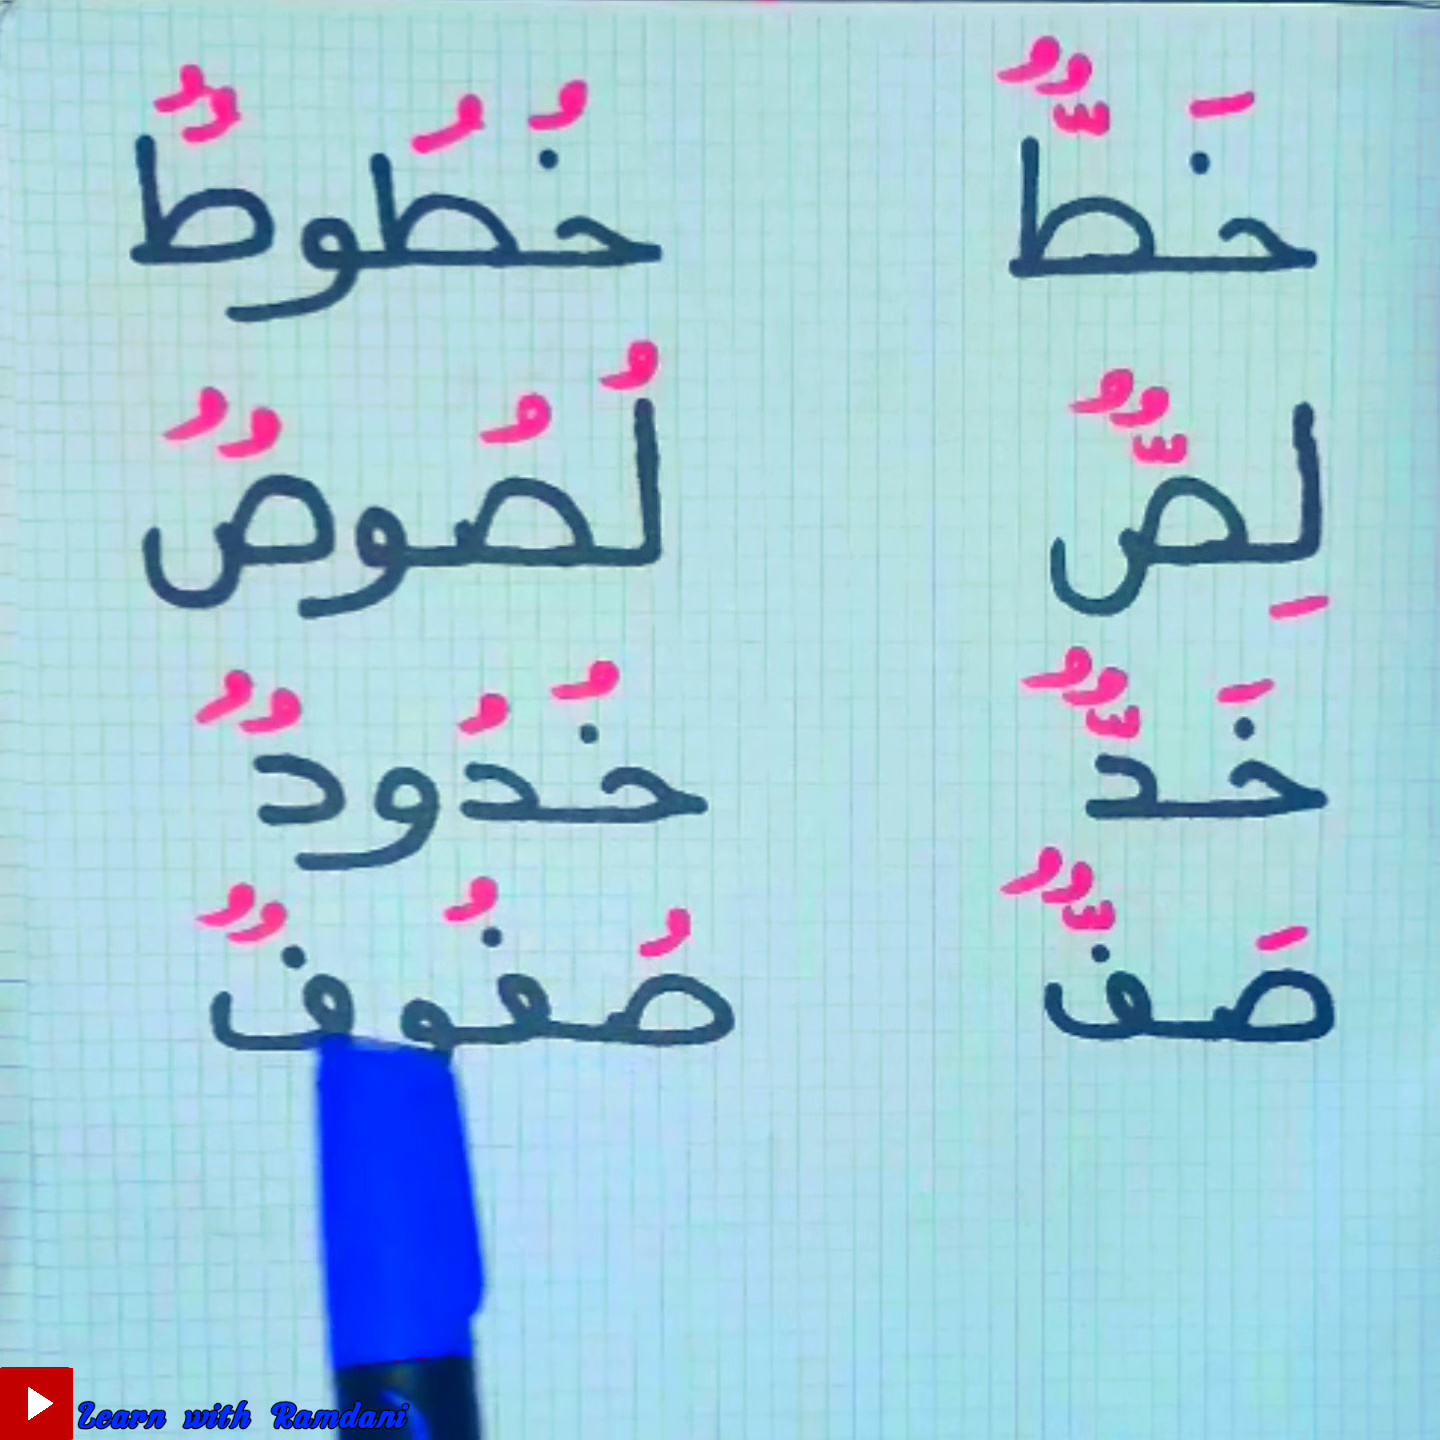 خَطٌّ خُطُوطٌ
لِصٌّ لُصُوصٌ
خَدٌّ خُدُودٌ
صَفٌّ صُفُوفٌ
Learn with Ramdani